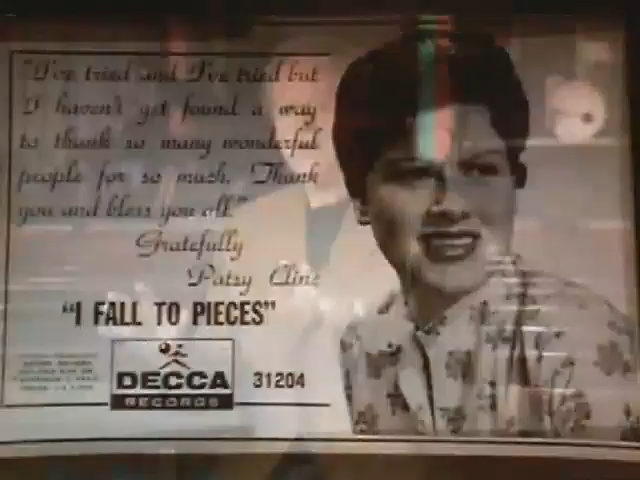 "I've tried and I've tried but
I haven't yet found a way
to thank so many wonderful
people for so much. Thank
you and bless you all."
Gratefully
Patsy Cline
"I FALL TO PIECES"
DECCA
RECORDS
31204